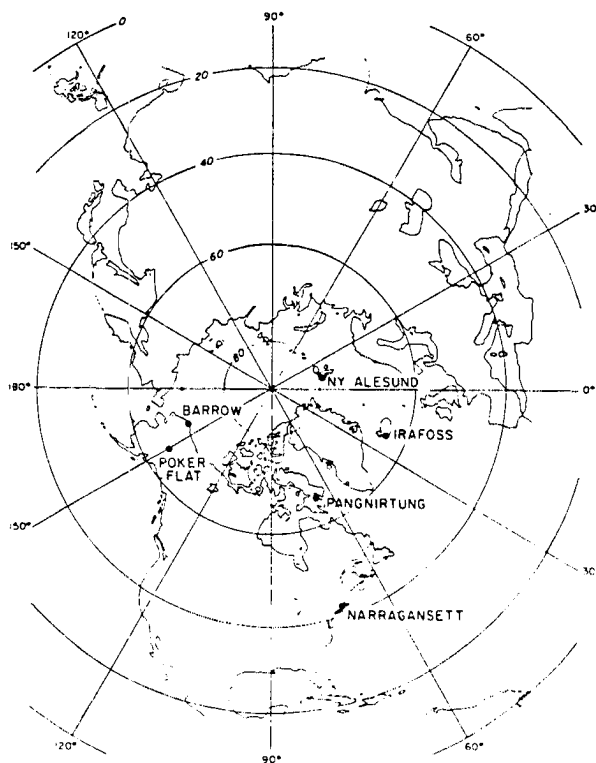 0
90°
120°
60°
20
40
30°
150°
60
80
NY ALESUND
180°
0°
BARROW
IRAFOSS
POKER
FLAT
PANGNIRTUNG
150°
30°
NARRAGANSETT
120°
90°
60°